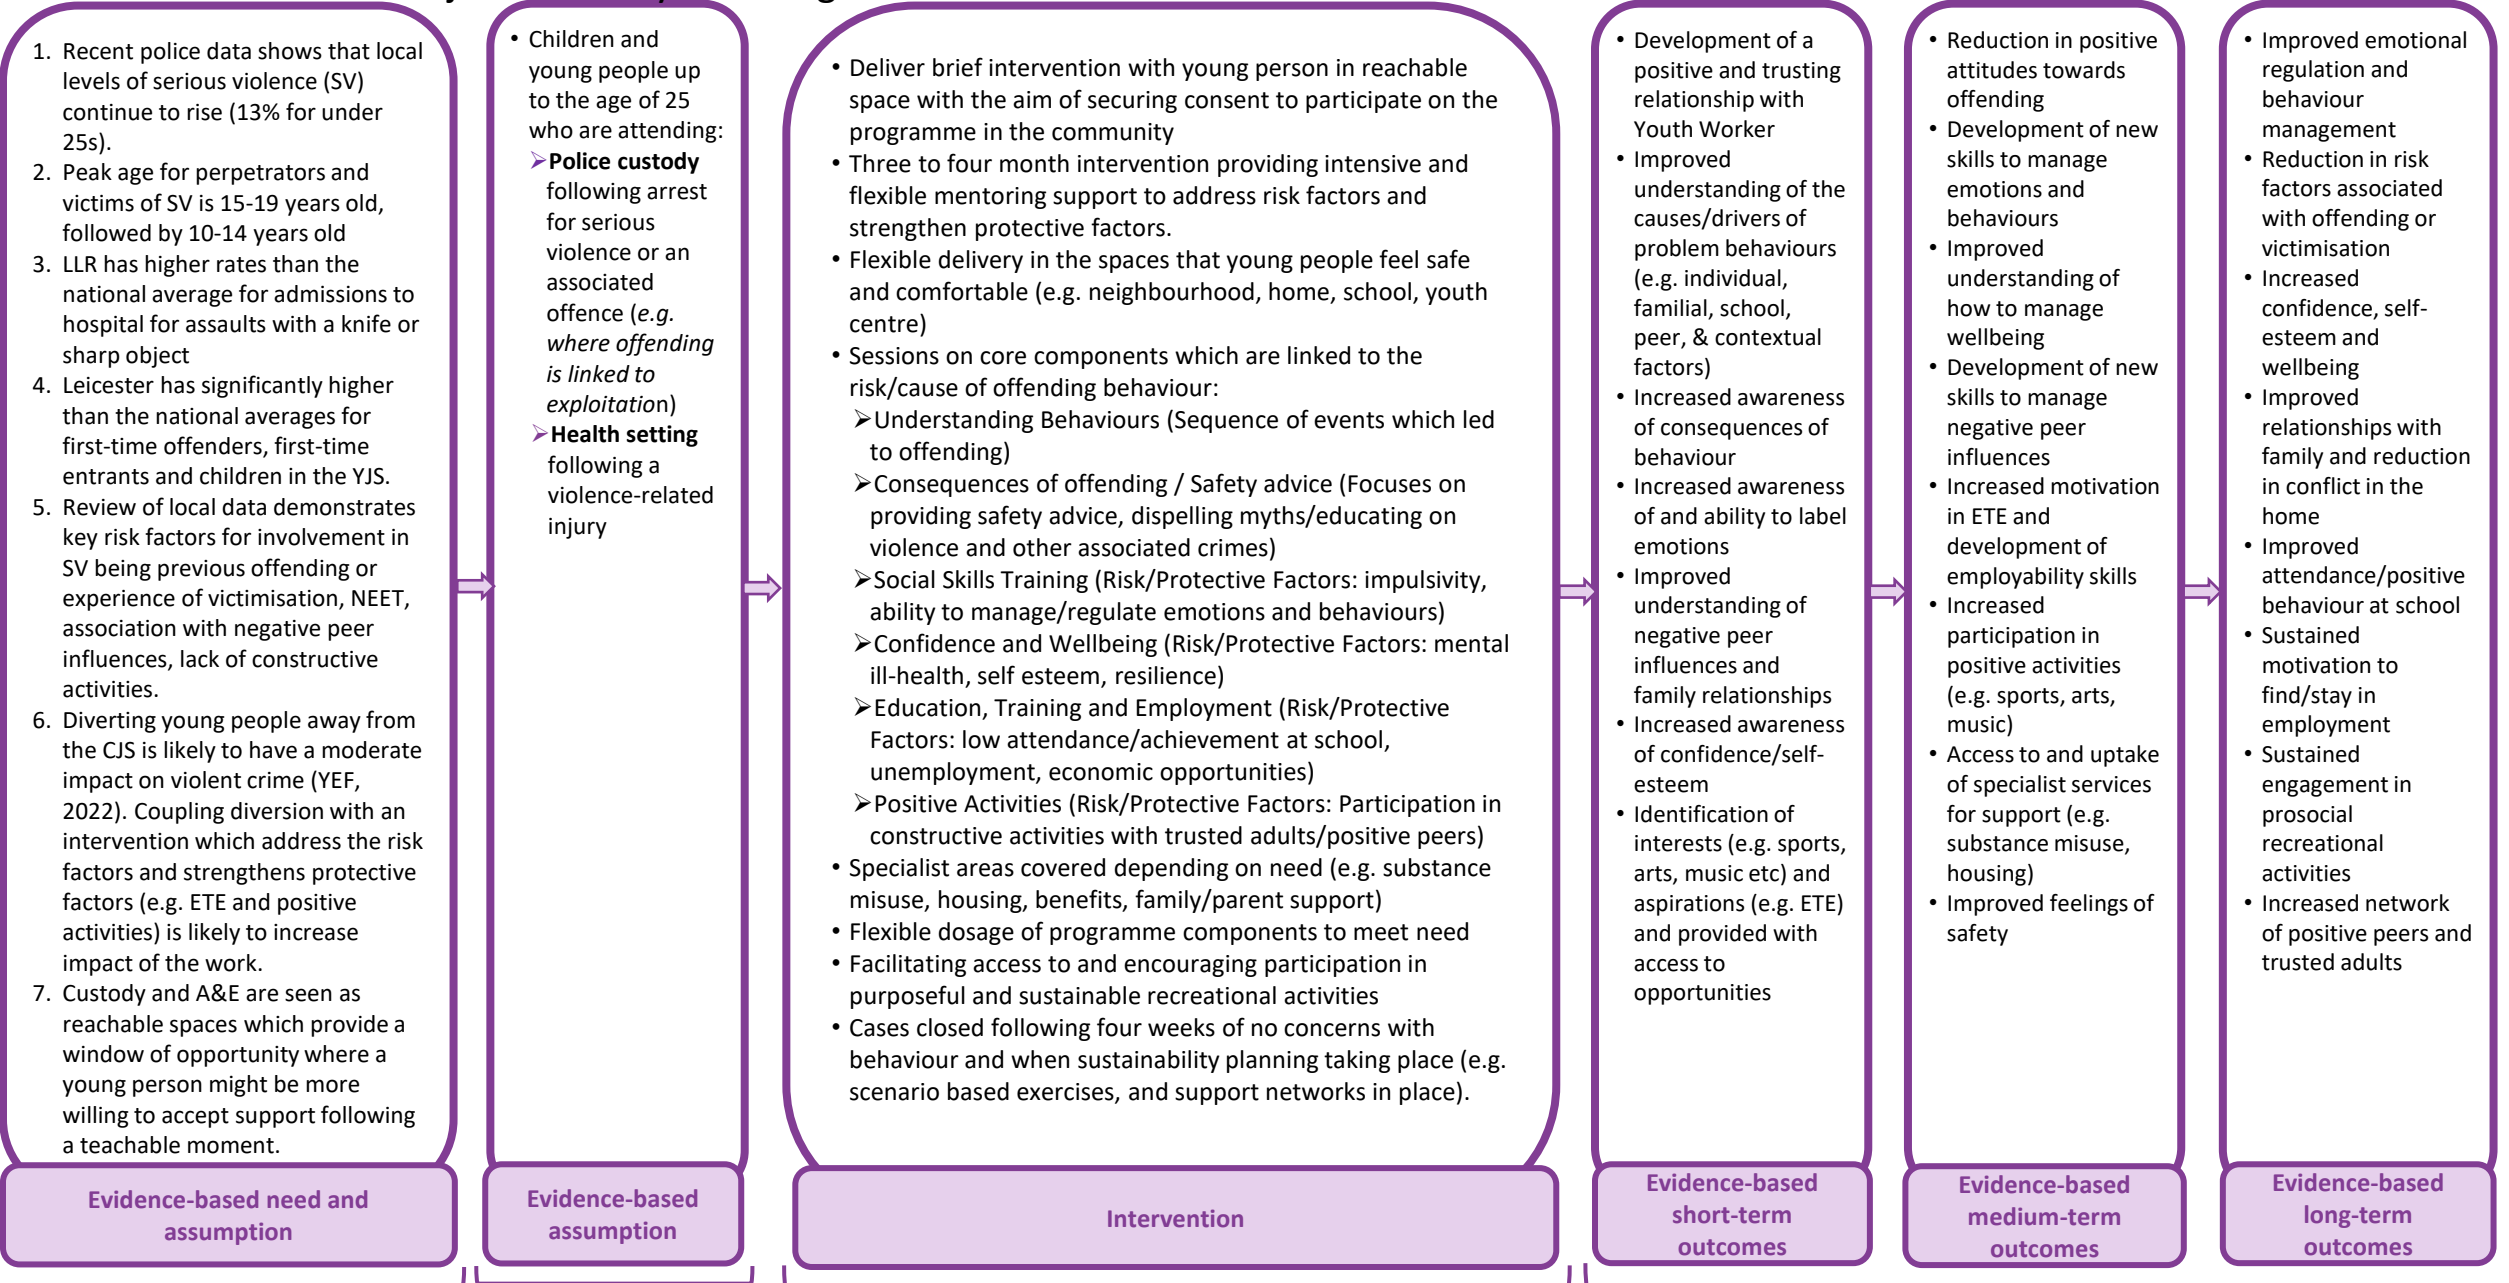 1. Recent police data shows that local
levels of serious violence (SV)
continue to rise (13% for under
25s).
2. Peak age for perpetrators and
victims of SV is 15-19 years old,
followed by 10-14 years old
3. LLR has higher rates than the
national average for admissions to
hospital for assaults with a knife or
sharp object
4. Leicester has significantly higher
than the national averages for
first-time offenders, first-time
entrants and children in the YJS.
5. Review of local data demonstrates
key risk factors for involvement in
SV being previous offending or
experience of victimisation, NEET,
association with negative peer
influences, lack of constructive
activities.
6. Diverting young people away from
the CJS is likely to have a moderate
impact on violent crime (YEF,
2022). Coupling diversion with an
intervention which address the risk
factors and strengthens protective
factors (e.g. ETE and positive
activities) is likely to increase
impact of the work.
7. Custody and A&E are seen as
reachable spaces which provide a
window of opportunity where a
young person might be more
willing to accept support following
a teachable moment.
Evidence-based need and
assumption
• Children and
young people up
to the age of 25
who are attending:
➢Police custody
following arrest
for serious
violence or an
associated
offence (e.g.
where offending
is linked to
exploitation)
➢Health setting
following a
violence-related
injury
Evidence-based
assumption
• Deliver brief intervention with young person in reachable
space with the aim of securing consent to participate on the
programme in the community
• Three to four month intervention providing intensive and
flexible mentoring support to address risk factors and
strengthen protective factors.
• Flexible delivery in the spaces that young people feel safe
and comfortable (e.g. neighbourhood, home, school, youth
centre)
• Sessions on core components which are linked to the
risk/cause of offending behaviour:
➢Understanding Behaviours (Sequence of events which led
to offending)
➢Consequences of offending / Safety advice (Focuses on
providing safety advice, dispelling myths/educating on
violence and other associated crimes)
➢Social Skills Training (Risk/Protective Factors: impulsivity,
ability to manage/regulate emotions and behaviours)
➢Confidence and Wellbeing (Risk/Protective Factors: mental
ill-health, self esteem, resilience)
➢Education, Training and Employment (Risk/Protective
Factors: low attendance/achievement at school,
unemployment, economic opportunities)
➢Positive Activities (Risk/Protective Factors: Participation in
constructive activities with trusted adults/positive peers)
• Specialist areas covered depending on need (e.g. substance
misuse, housing, benefits, family/parent support)
• Flexible dosage of programme components to meet need
• Facilitating access to and encouraging participation in
purposeful and sustainable recreational activities
• Cases closed following four weeks of no concerns with
behaviour and when sustainability planning taking place (e.g.
scenario based exercises, and support networks in place).
Intervention
• Development of a
positive and trusting
relationship with
Youth Worker
• Improved
understanding of the
causes/drivers of
problem behaviours
(e.g. individual,
familial, school,
peer, & contextual
factors)
• Increased awareness
of consequences of
behaviour
• Increased awareness
of and ability to label
emotions
• Improved
understanding of
negative peer
influences and
family relationships
• Increased awareness
of confidence/self-
esteem
• Identification of
interests (e.g. sports,
arts, music etc) and
aspirations (e.g. ETE)
and provided with
access to
opportunities
Evidence-based
short-term
outcomes
• Reduction in positive
attitudes towards
offending
• Development of new
skills to manage
emotions and
behaviours
• Improved
understanding of
how to manage
wellbeing
• Development of new
skills to manage
negative peer
influences
• Increased motivation
in ETE and
development of
employability skills
• Increased
participation in
positive activities
(e.g. sports, arts,
music)
• Access to and uptake
of specialist services
for support (e.g.
substance misuse,
housing)
• Improved feelings of
safety
Evidence-based
medium-term
outcomes
• Improved emotional
regulation and
behaviour
management
• Reduction in risk
factors associated
with offending or
victimisation
• Increased
confidence, self-
esteem and
wellbeing
• Improved
relationships with
family and reduction
in conflict in the
home
• Improved
attendance/positive
behaviour at school
• Sustained
motivation to
find/stay in
employment
• Sustained
engagement in
prosocial
recreational
activities
• Increased network
of positive peers and
trusted adults
Evidence-based
long-term
outcomes